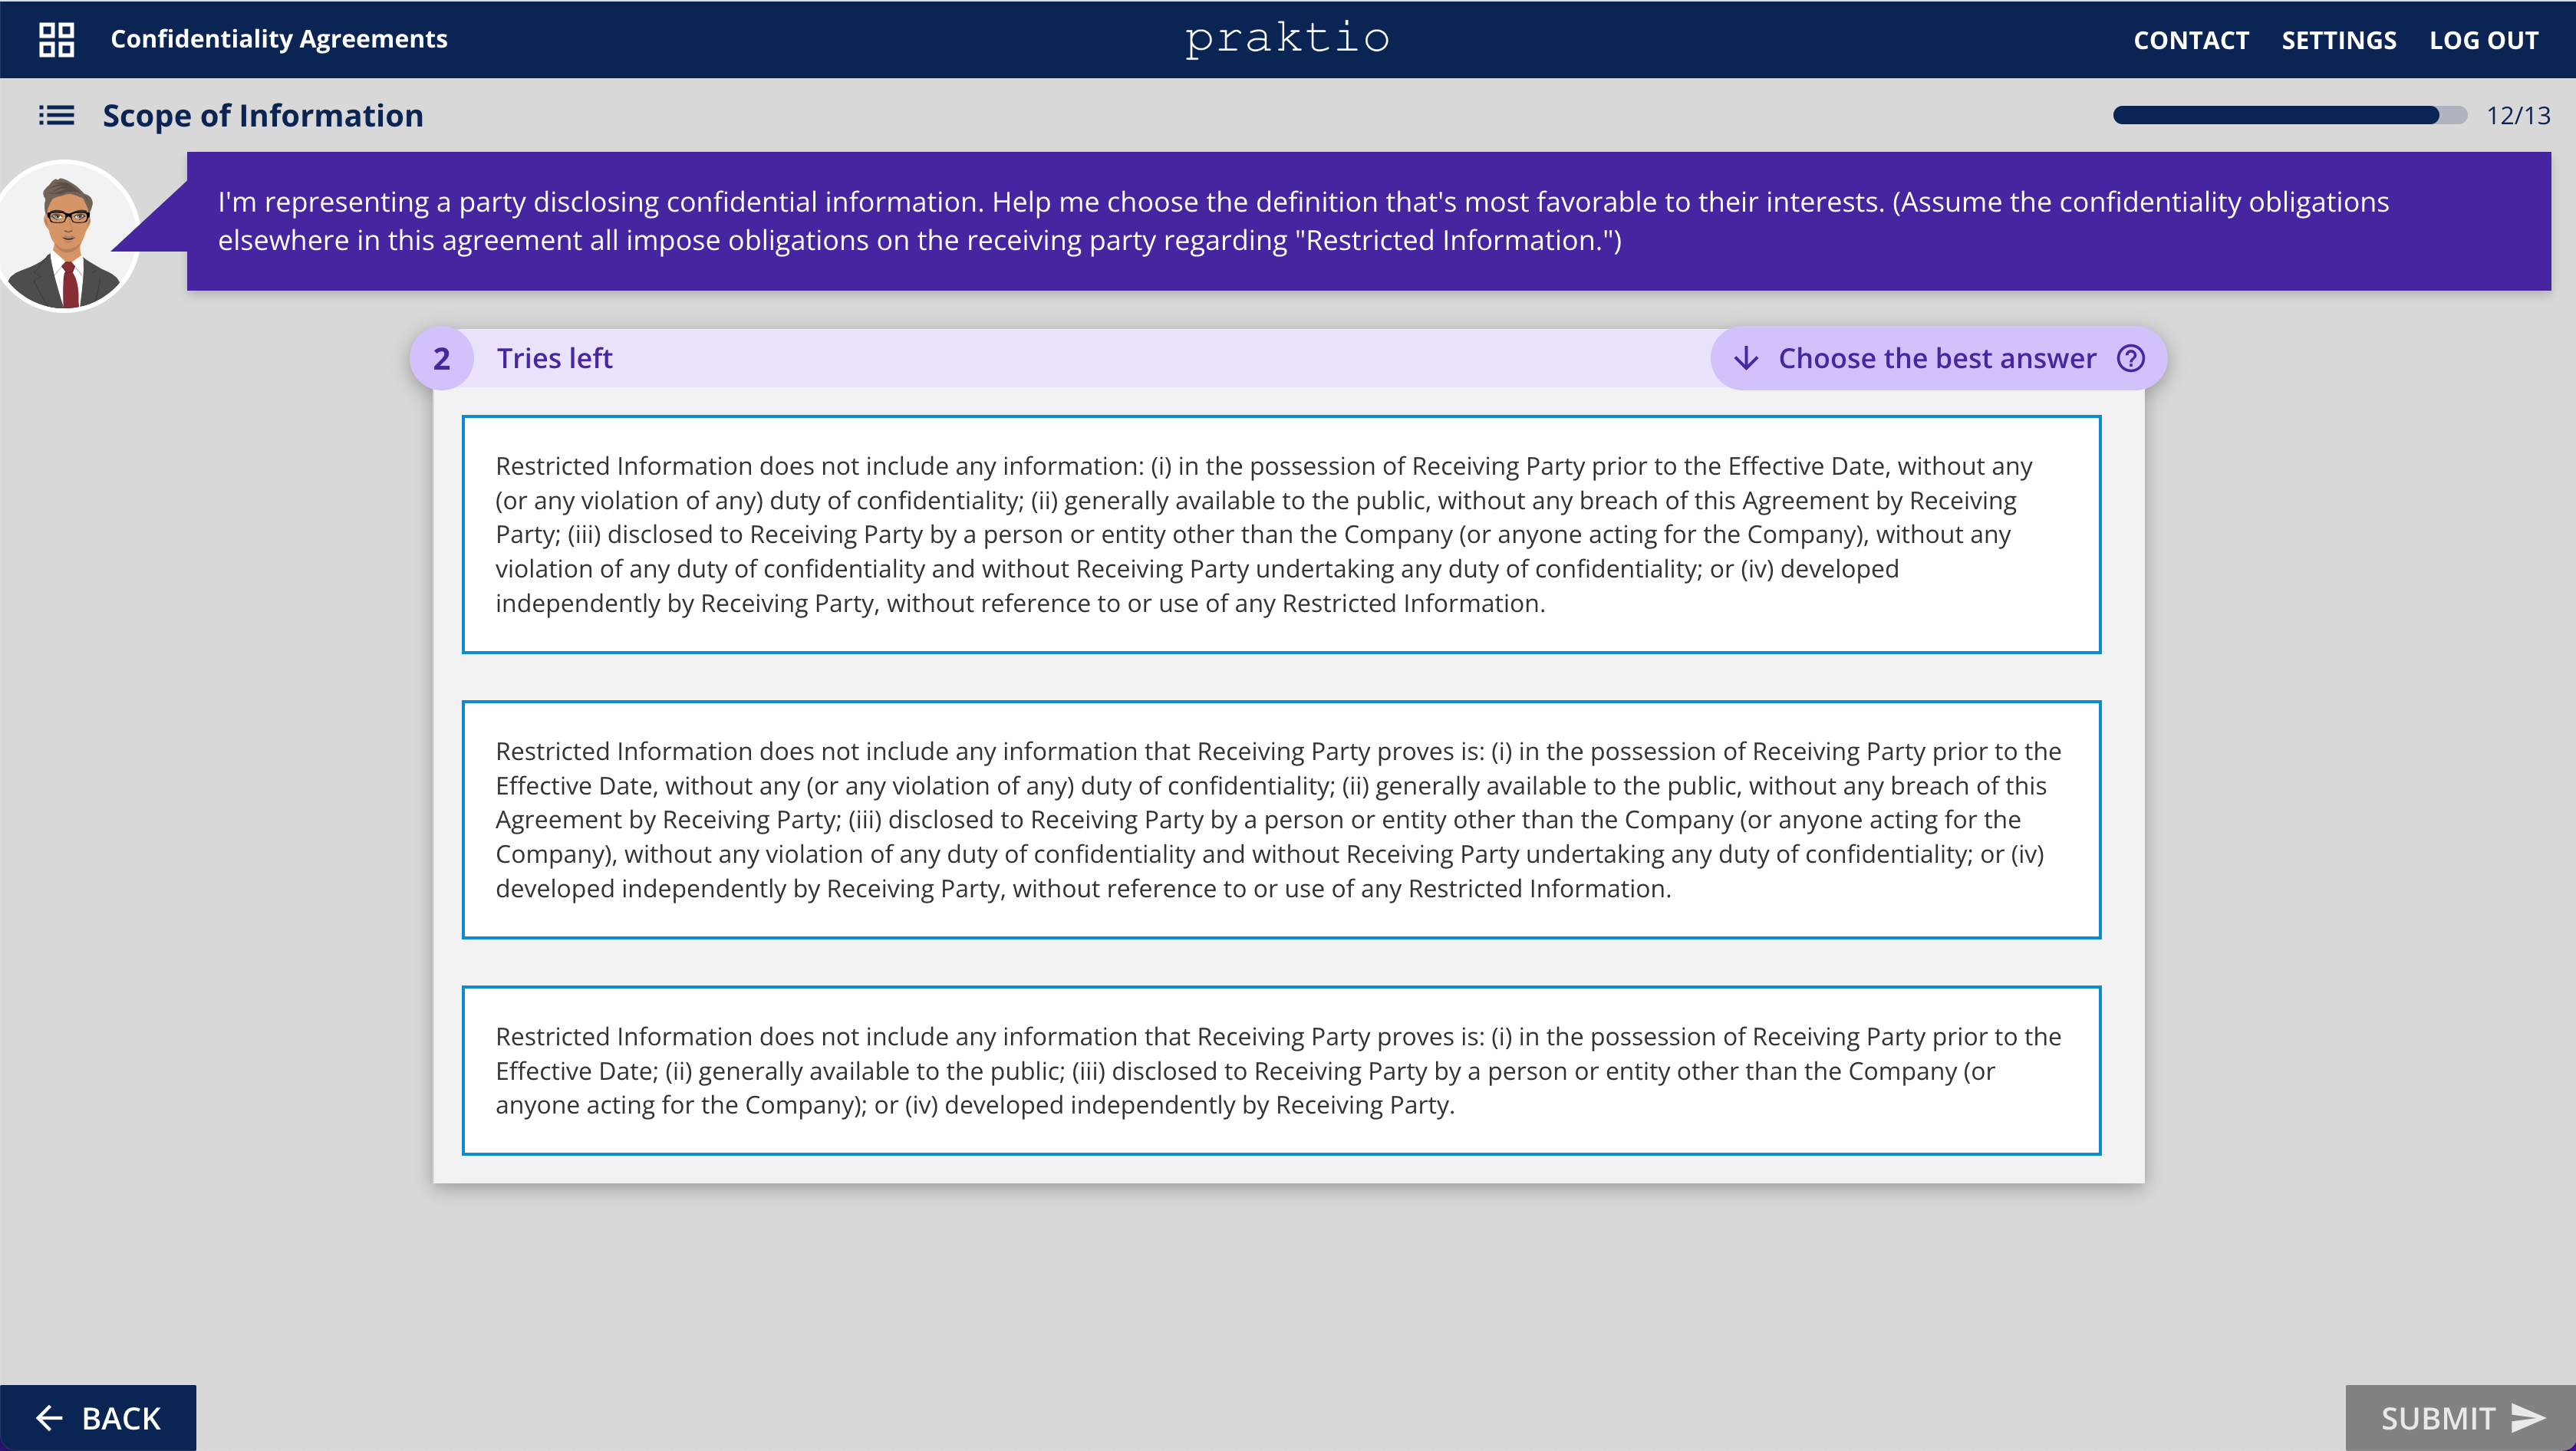 Confidentiality Agreements
praktio
CONTACT SETTINGS LOG OUT
Scope of Information
12/13
I'm representing a party disclosing confidential information. Help me choose the definition that's most favorable to their interests. (Assume the confidentiality obligations
elsewhere in this agreement all impose obligations on the receiving party regarding "Restricted Information.")
2 Tries left
Choose the best answer
Restricted Information does not include any information: (i) in the possession of Receiving Party prior to the Effective Date, without any
(or any violation of any) duty of confidentiality; (ii) generally available to the public, without any breach of this Agreement by Receiving
Party; (iii) disclosed to Receiving Party by a person or entity other than the Company (or anyone acting for the Company), without any
violation of any duty of confidentiality and without Receiving Party undertaking any duty of confidentiality; or (iv) developed
independently by Receiving Party, without reference to or use of any Restricted Information.
Restricted Information does not include any information that Receiving Party proves is: (i) in the possession of Receiving Party prior to the
Effective Date, without any (or any violation of any) duty of confidentiality; (ii) generally available to the public, without any breach of this
Agreement by Receiving Party; (iii) disclosed to Receiving Party by a person or entity other than the Company (or anyone acting for the
Company), without any violation of any duty of confidentiality and without Receiving Party undertaking any duty of confidentiality; or (iv)
developed independently by Receiving Party, without reference to or use of any Restricted Information.
Restricted Information does not include any information that Receiving Party proves is: (i) in the possession of Receiving Party prior to the
Effective Date; (ii) generally available to the public; (iii) disclosed to Receiving Party by a person or entity other than the Company (or
anyone acting for the Company); or (iv) developed independently by Receiving Party.
BACK
SUBMIT